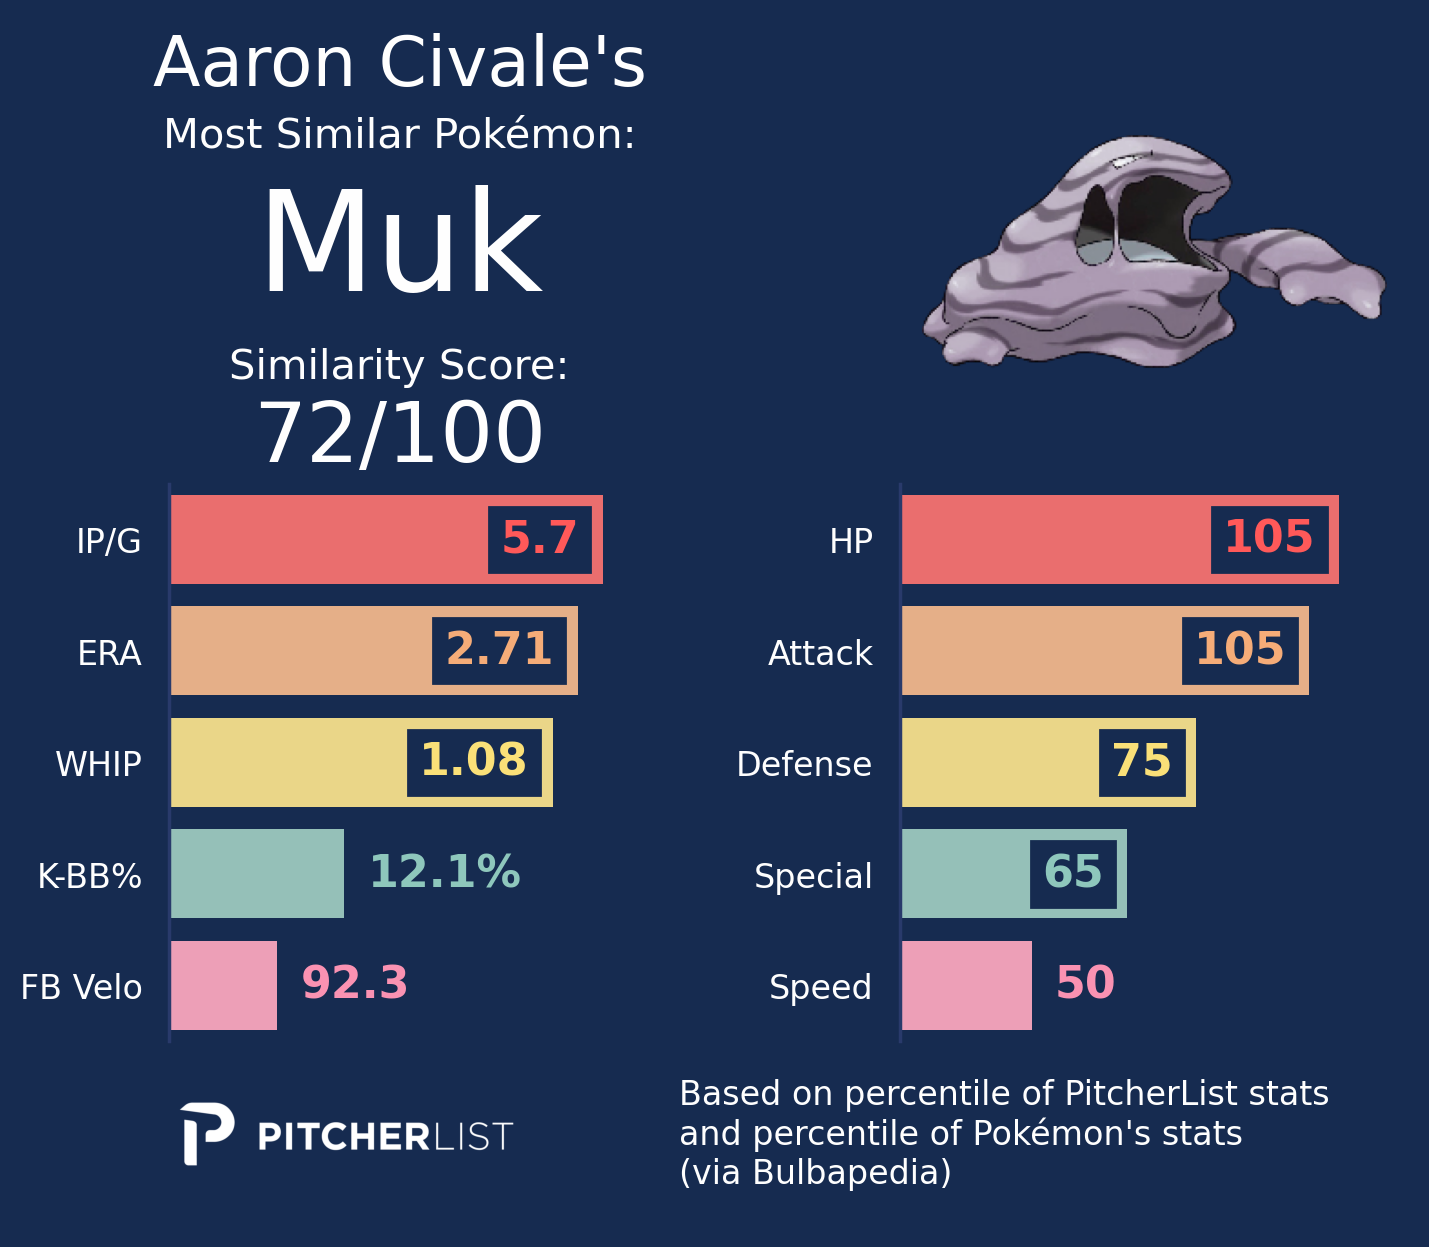 Aaron Civale's
Most Similar Pokémon:
Muk
Similarity Score:
72/100
IP/G 5.7
ERA 2.71
WHIP 1.08
K-BB% 12.1%
FB Velo 92.3
HP 105
Attack 105
Defense 75
Special 65
Speed 50
PITCHERLIST
Based on percentile of PitcherList stats
and percentile of Pokémon's stats
(via Bulbapedia)